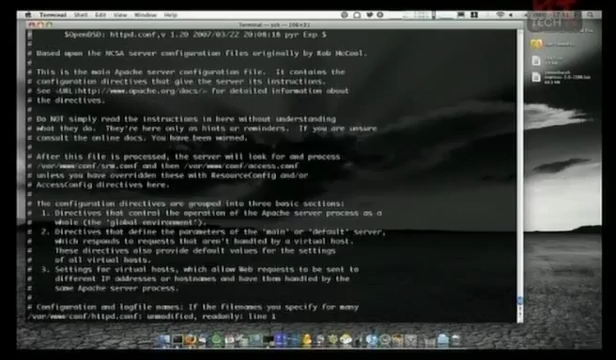 Terminal Shell Edit View Window Help
Terminal — ssh —
# $OpenBSD: httpd.conf,v 1.20 2007/03/22 20:08:16 pyr Exp $
#
# Based upon the NCSA server configuration files originally by Rob McCool.
#
# This is the main Apache server configuration file. It contains the
# configuration directives that give the server its instructions.
# See <URL:http://www.apache.org/docs/> for detailed information about
# the directives.
#
# Do NOT simply read the instructions in here without understanding
# what they do. They're here only as hints or reminders. If you are unsure
# consult the online docs. You have been warned.
#
# After this file is processed, the server will look for and process
# /var/www/conf/srm.conf and then /var/www/conf/access.conf
# unless you have overridden these with ResourceConfig and/or
# AccessConfig directives here.
#
# The configuration directives are grouped into three basic sections:
# 1. Directives that control the operation of the Apache server process as a
# whole (the 'global environment').
# 2. Directives that define the parameters of the 'main' or 'default' server,
# which responds to requests that aren't handled by a virtual host.
# These directives also provide default values for the settings
# of all virtual hosts.
# 3. Settings for virtual hosts, which allow Web requests to be sent to
# different IP addresses or hostnames and have them handled by the
# same Apache server process.
#
# Configuration and logfile names: If the filenames you specify for many
/var/www/conf/httpd.conf: unmodified, readonly: line 1
TECH